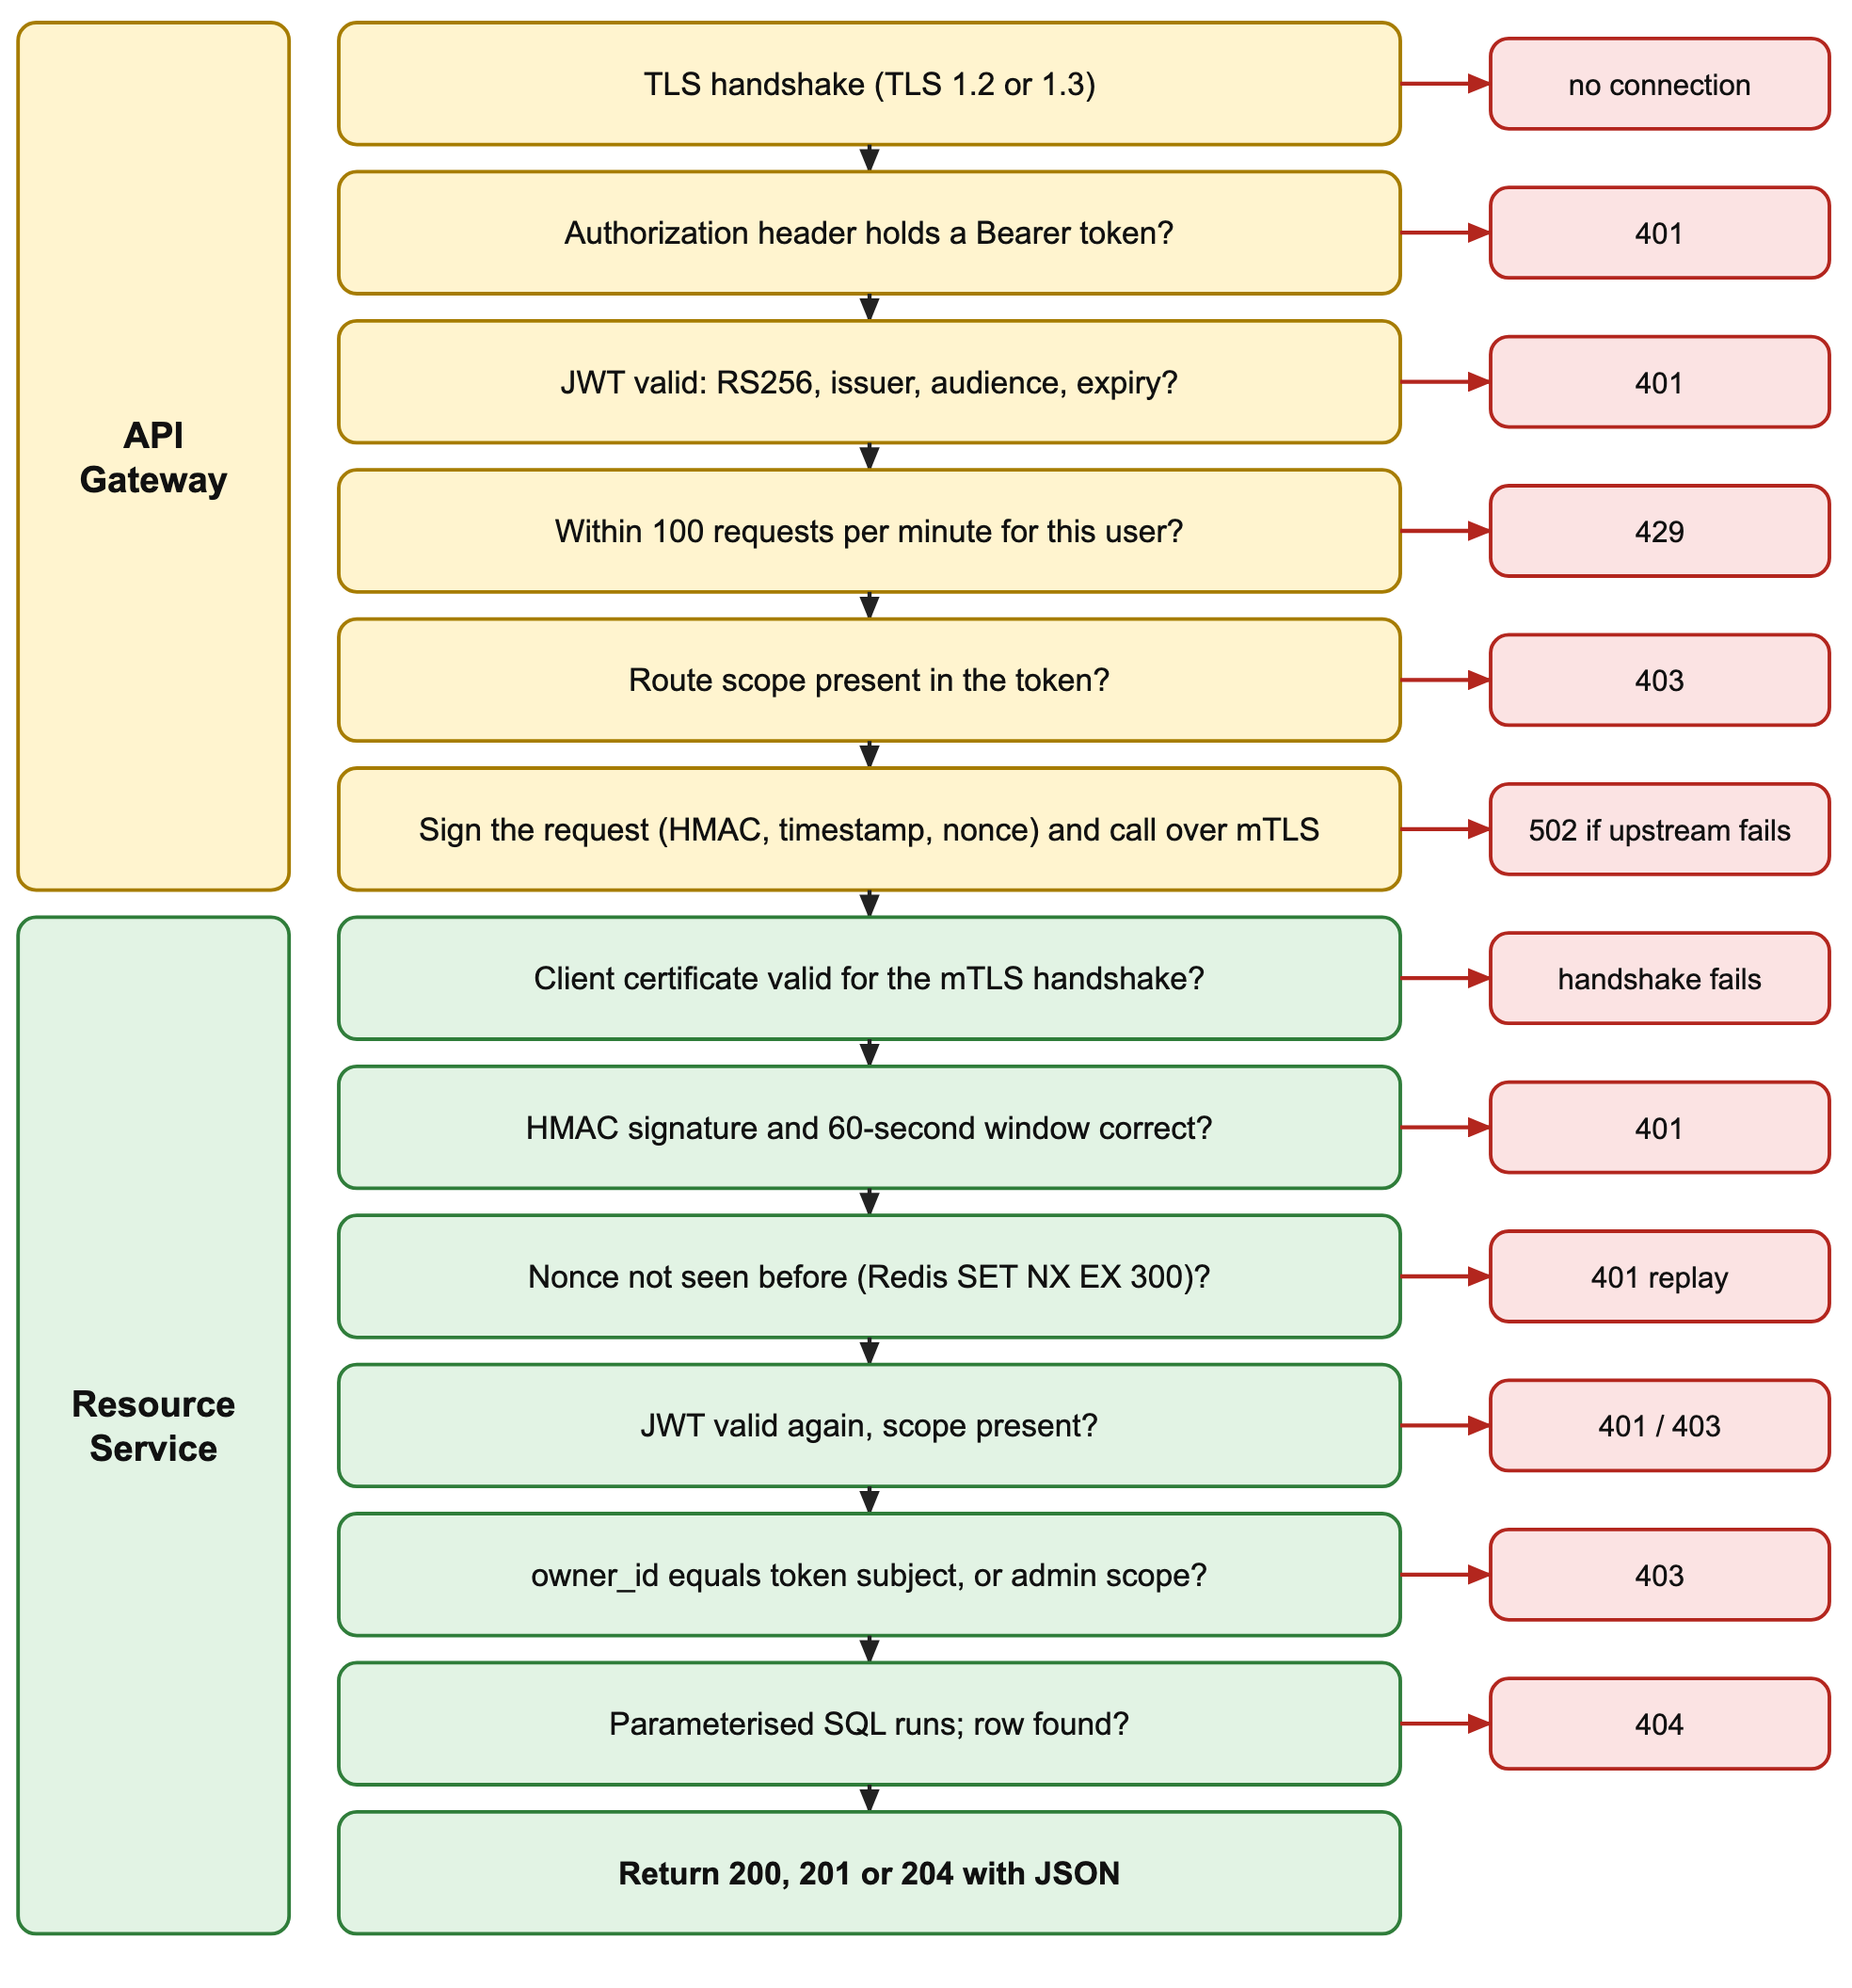 API
Gateway
TLS handshake (TLS 1.2 or 1.3)
no connection
Authorization header holds a Bearer token?
401
JWT valid: RS256, issuer, audience, expiry?
401
Within 100 requests per minute for this user?
429
Route scope present in the token?
403
Sign the request (HMAC, timestamp, nonce) and call over mTLS
502 if upstream fails
Resource
Service
Client certificate valid for the mTLS handshake?
handshake fails
HMAC signature and 60-second window correct?
401
Nonce not seen before (Redis SET NX EX 300)?
401 replay
JWT valid again, scope present?
401 / 403
owner_id equals token subject, or admin scope?
403
Parameterised SQL runs; row found?
404
Return 200, 201 or 204 with JSON